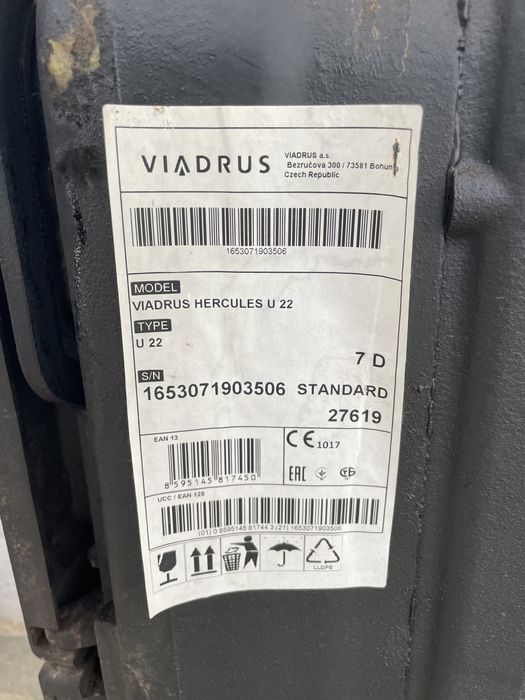 VIADRUS
VIADRUS a.s.
Bezručova 300 / 73581 Bohum
Czech Republic
1653071903506
MODEL
VIADRUS HERCULES U 22
TYPE
U 22
7 D
S/N
1653071903506 STANDARD
27619
EAN 13
8 595145 817450
CE 1017
EAC
UCC / EAN 128
(01) 0 8595145 81744 3 (21) 1653071903506
LLDPE